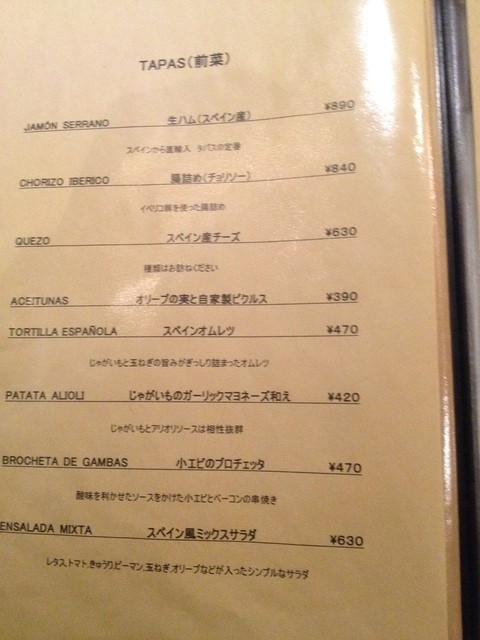 TAPAS(前菜)
JAMÓN SERRANO 生ハム(スペイン産) ¥890
スペインから直輸入 タパスの定番
CHORIZO IBERICO 腸詰め(チョリソー) ¥840
イベリコ豚を使った腸詰め
QUEZO スペイン産チーズ ¥630
種類はお訪ねください
ACEITUNAS オリーブの実と自家製ピクルス ¥390
TORTILLA ESPAÑOLA スペインオムレツ ¥470
じゃがいもと玉ねぎの旨みがぎっしり詰まったオムレツ
PATATA ALIOLI じゃがいものガーリックマヨネーズ和え ¥420
じゃがいもとアリオリソースは相性抜群
BROCHETA DE GAMBAS 小エビのブロチェッタ ¥470
酸味を利かせたソースをかけた小エビとベーコンの串焼き
ENSALADA MIXTA スペイン風ミックスサラダ ¥630
レタス,トマト,きゅうり,ピーマン,玉ねぎ,オリーブなどが入ったシンプルなサラダ